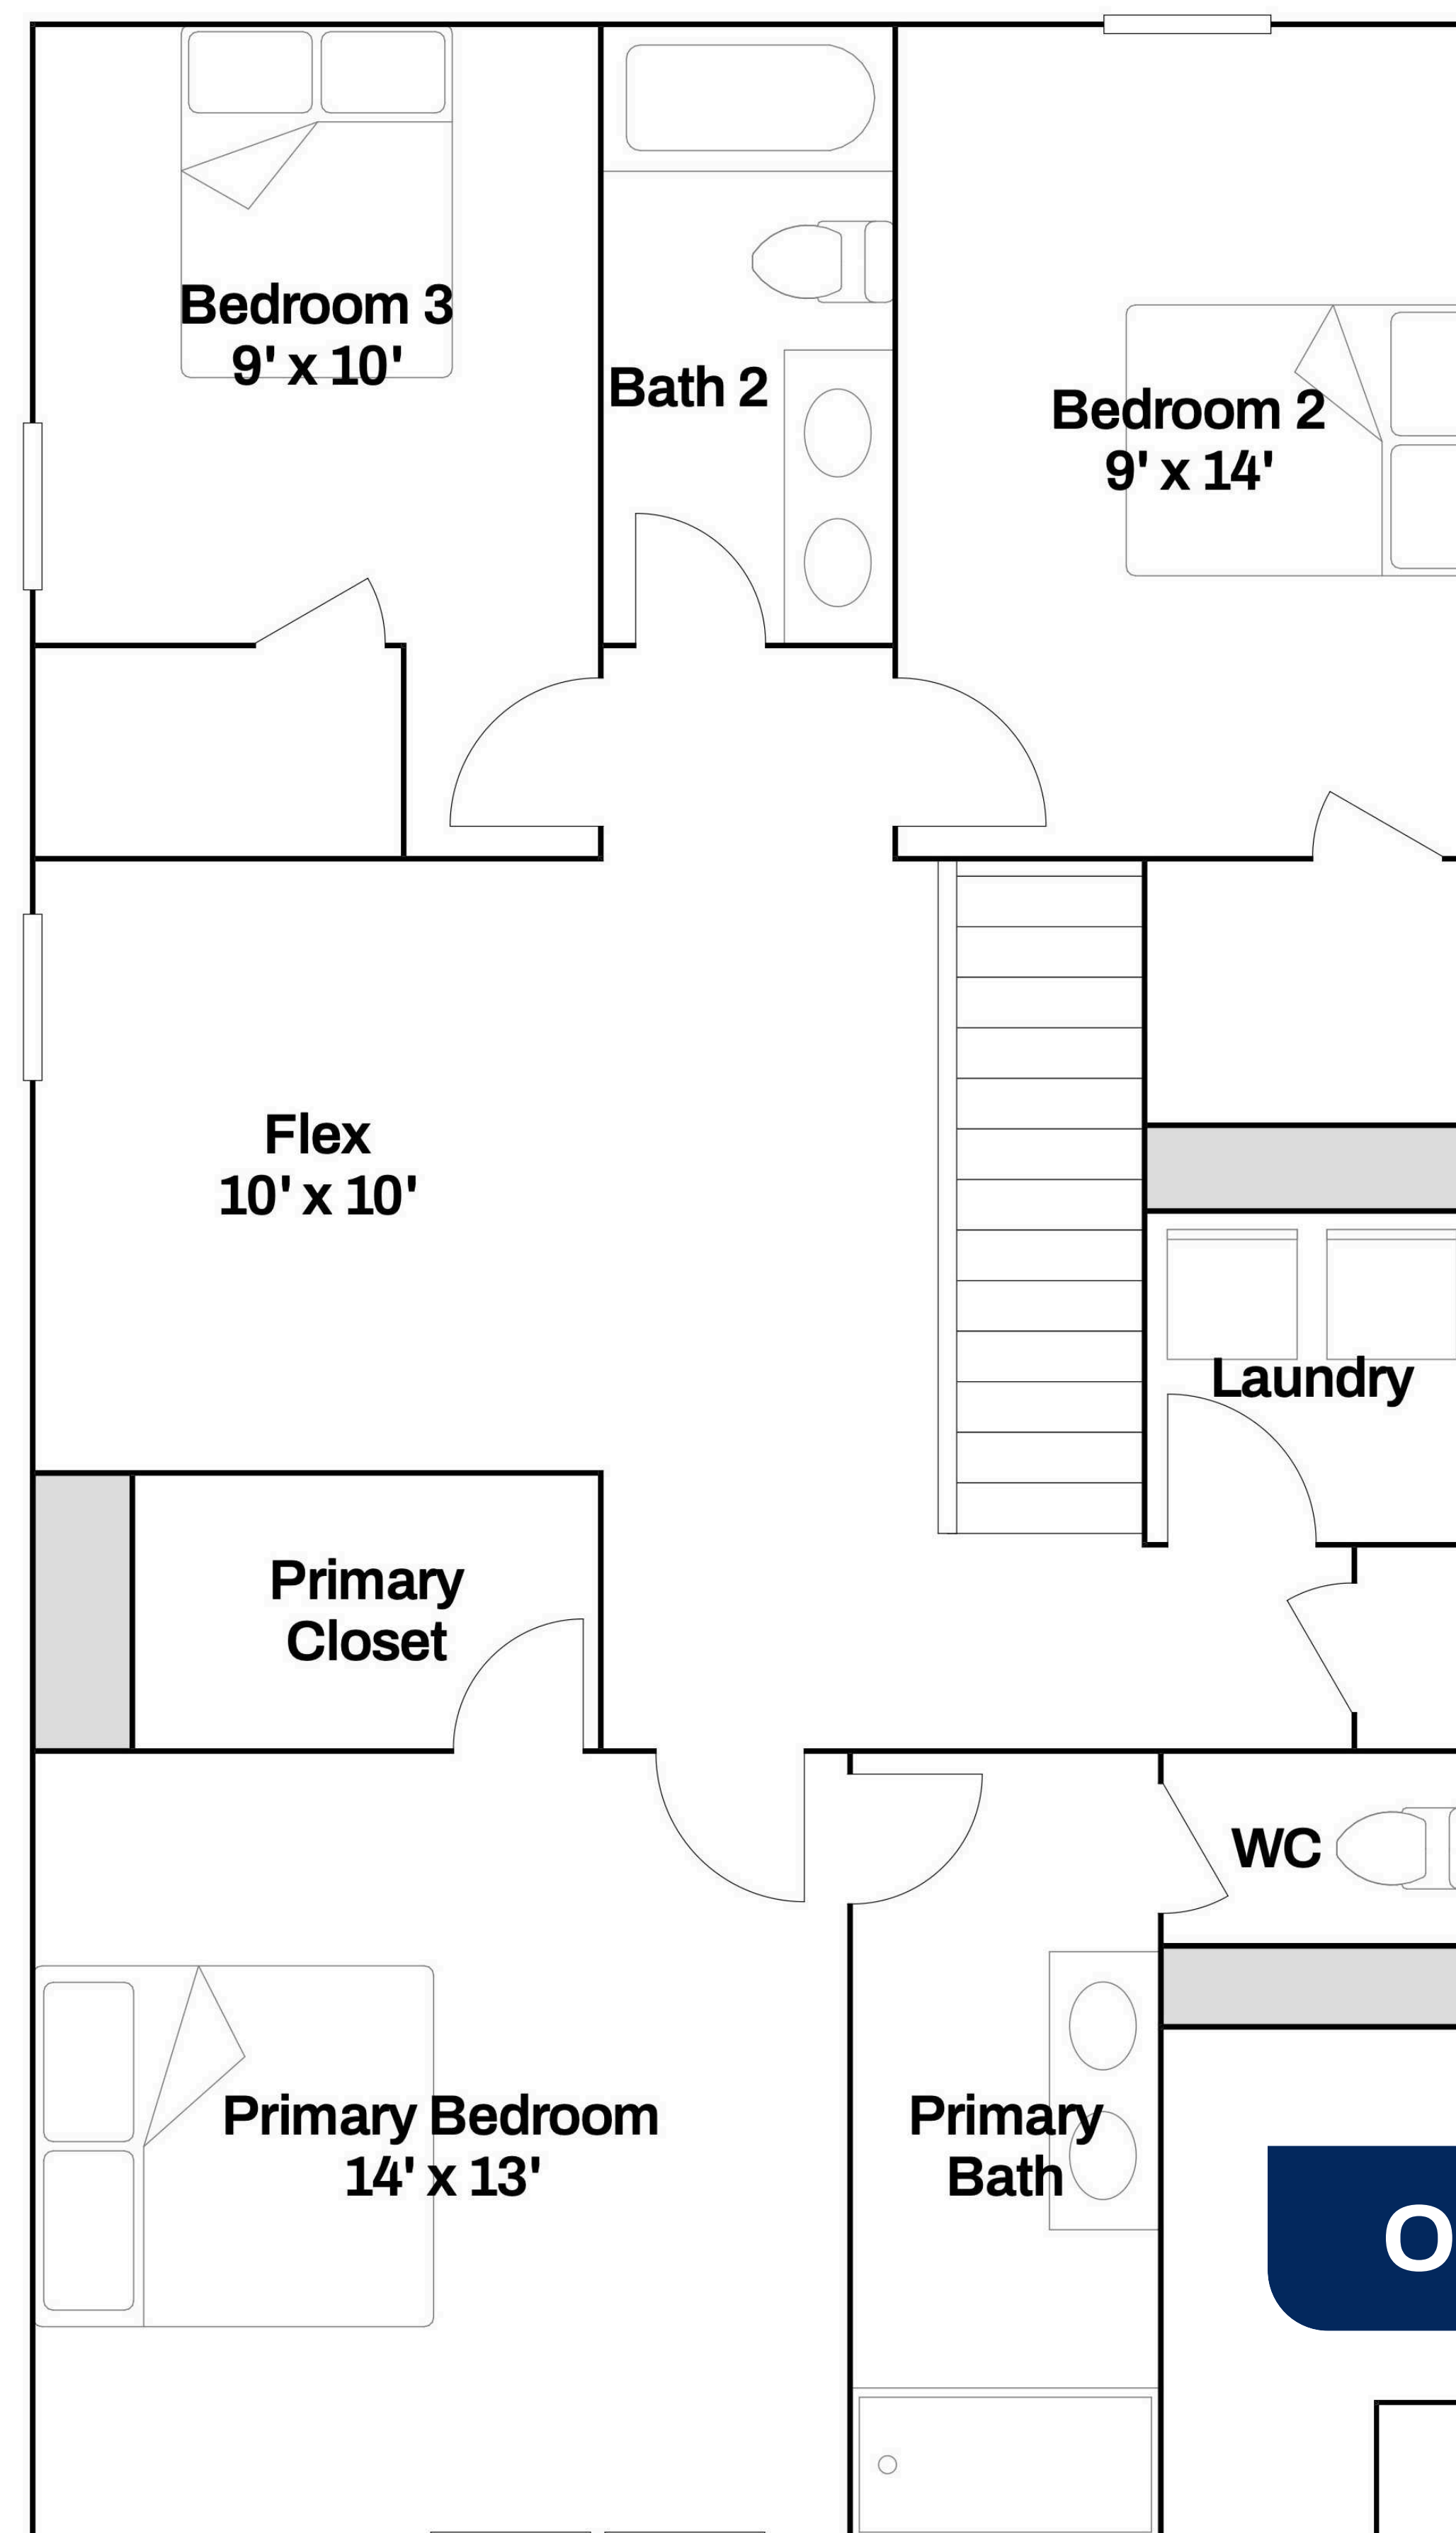 Bedroom 3
9' x 10'
Bath 2
Bedroom 2
9' x 14'
Flex
10' x 10'
Laundry
Primary
Closet
WC
Primary Bedroom
14' x 13'
Primary
Bath
O